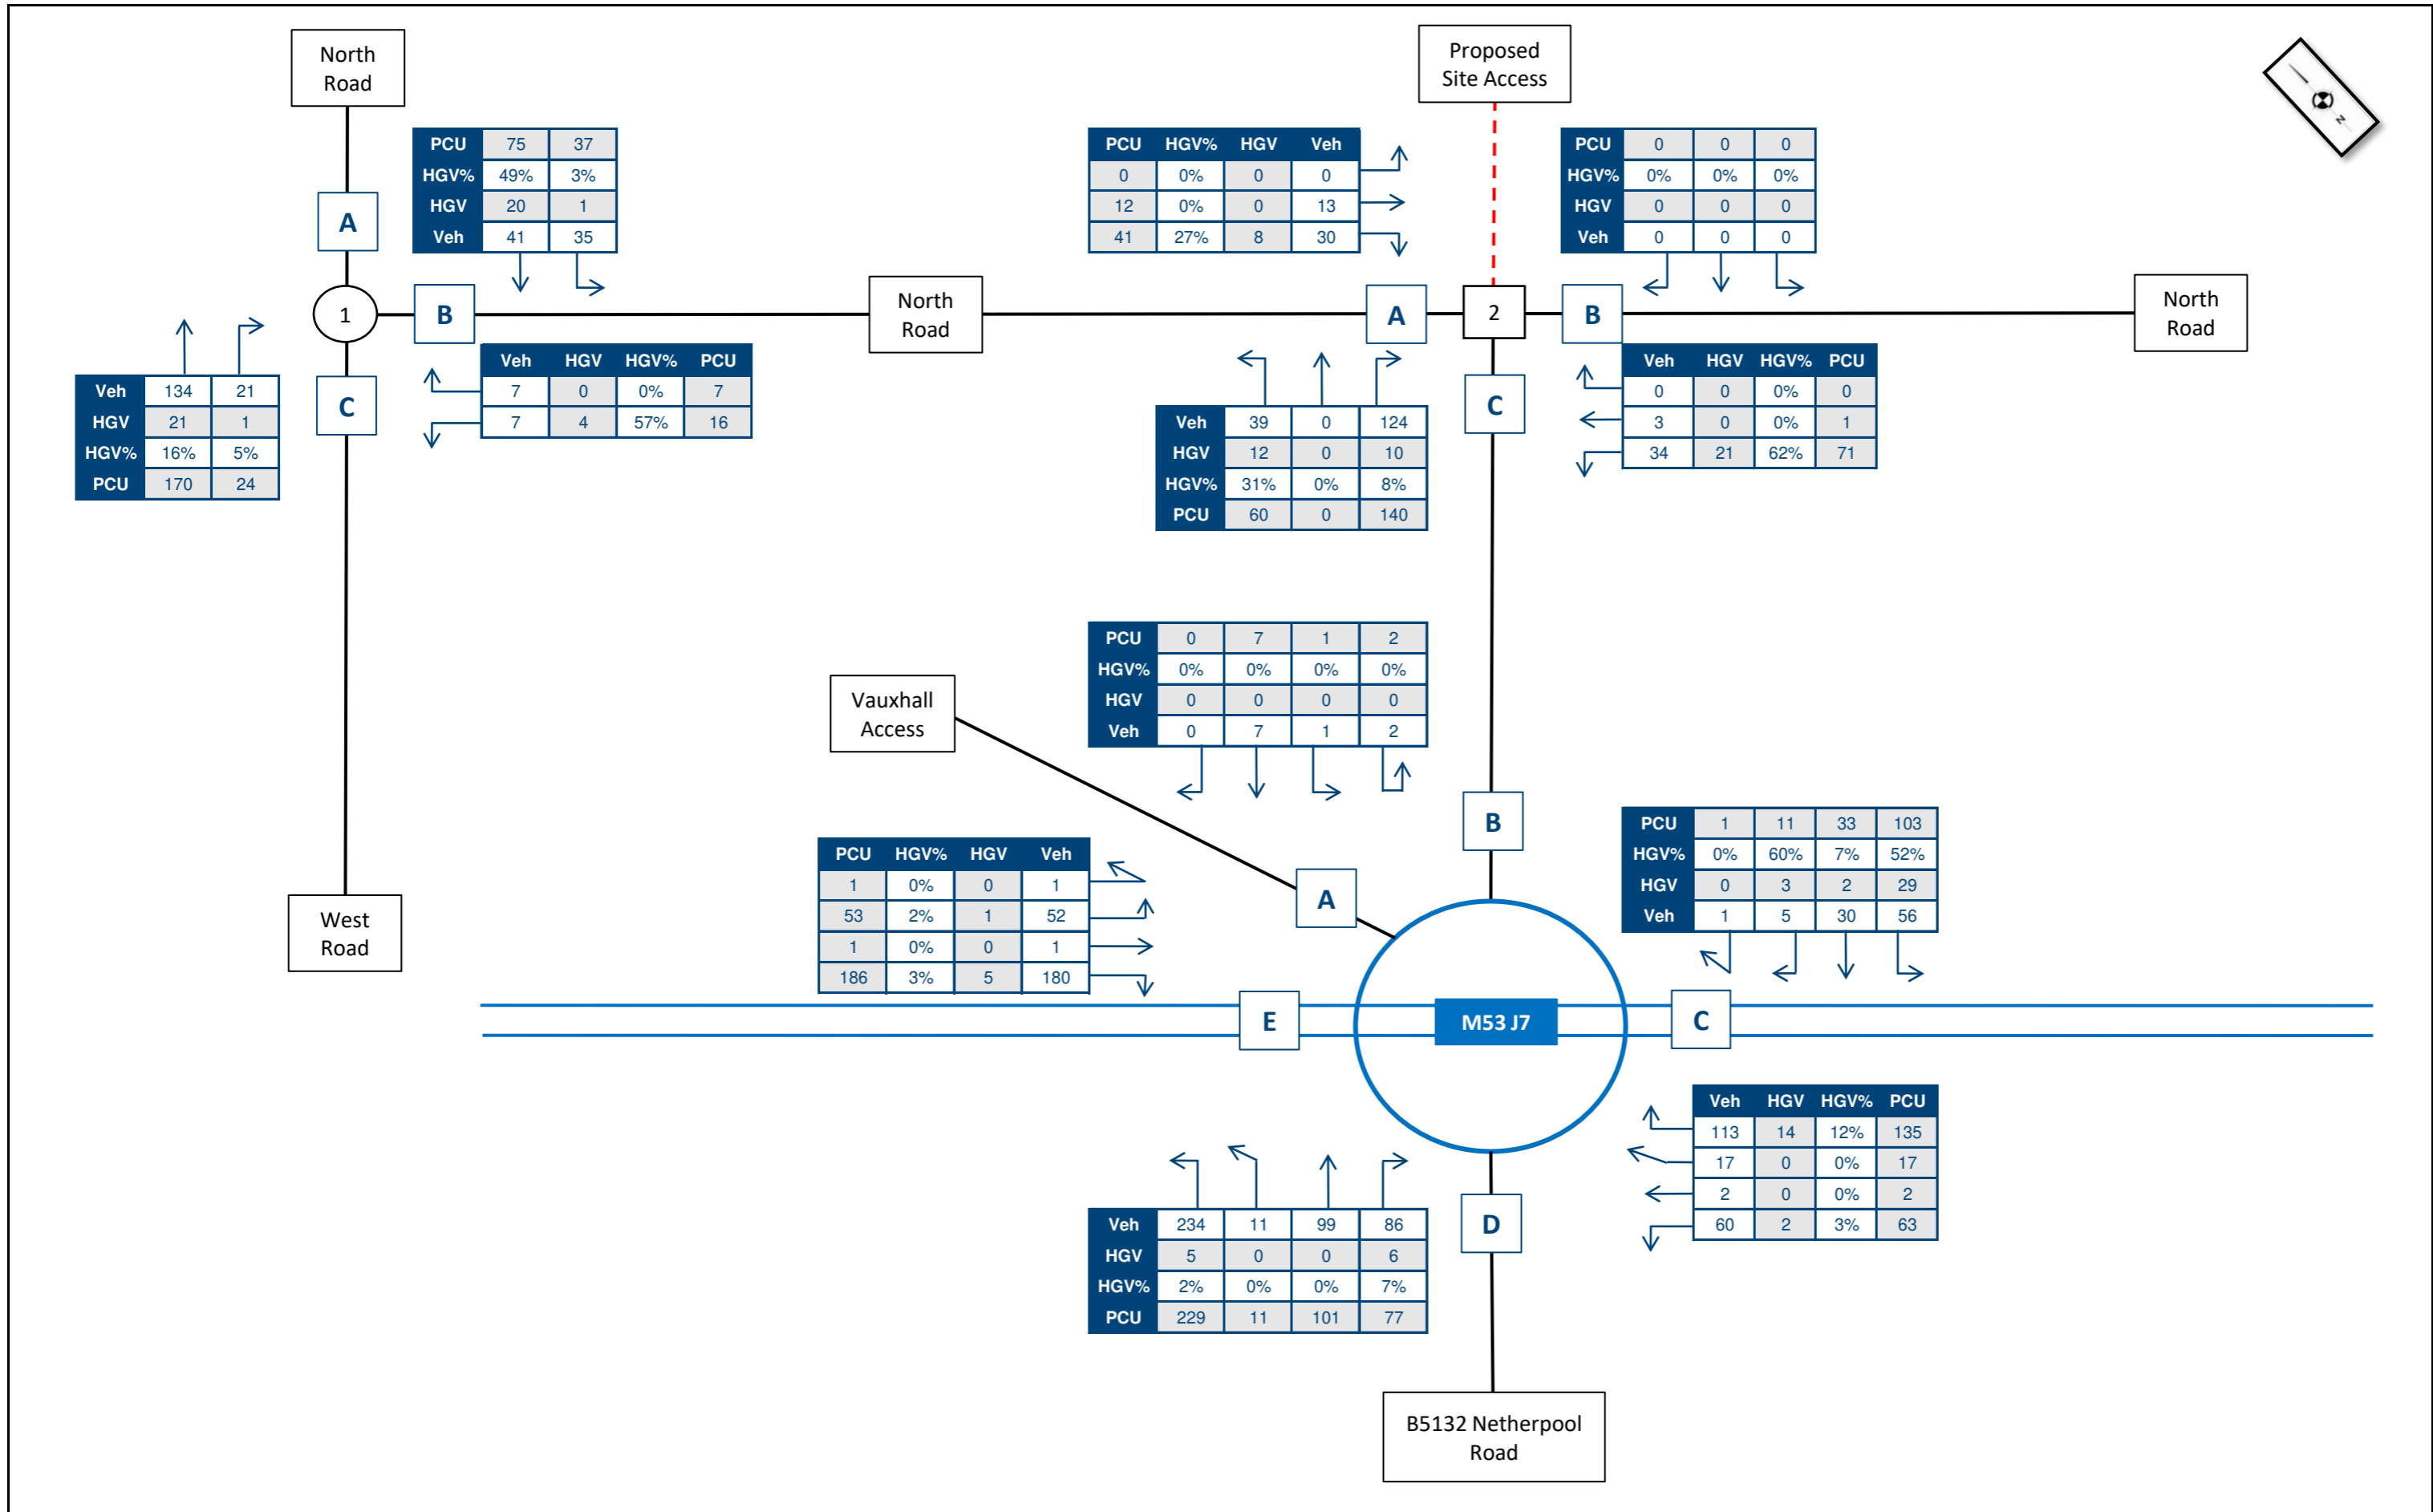 North
Road
Proposed
Site Access
N
PCU 75 37
HGV% 49% 3%
HGV 20 1
Veh 41 35
PCU HGV% HGV Veh
0 0% 0 0
12 0% 0 13
41 27% 8 30
PCU 0 0 0
HGV% 0% 0% 0%
HGV 0 0 0
Veh 0 0 0
A
1
B
North
Road
A
2
B
North
Road
C
Veh 134 21
HGV 21 1
HGV% 16% 5%
PCU 170 24
Veh HGV HGV% PCU
7 0 0% 7
7 4 57% 16
Veh 39 0 124
HGV 12 0 10
HGV% 31% 0% 8%
PCU 60 0 140
C
Veh HGV HGV% PCU
0 0 0% 0
3 0 0% 1
34 21 62% 71
Vauxhall
Access
PCU 0 7 1 2
HGV% 0% 0% 0% 0%
HGV 0 0 0 0
Veh 0 7 1 2
B
West
Road
PCU HGV% HGV Veh
1 0% 0 1
53 2% 1 52
1 0% 0 1
186 3% 5 180
A
PCU 1 11 33 103
HGV% 0% 60% 7% 52%
HGV 0 3 2 29
Veh 1 5 30 56
E
M53 J7
C
Veh HGV HGV% PCU
113 14 12% 135
17 0 0% 17
2 0 0% 2
60 2 3% 63
Veh 234 11 99 86
HGV 5 0 0 6
HGV% 2% 0% 0% 7%
PCU 229 11 101 77
D
B5132 Netherpool
Road